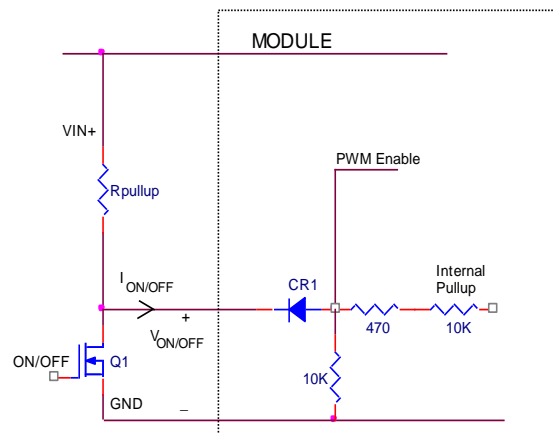 MODULE
VIN+
PWM Enable
Rpullup
I ON/OFF
CR1
Internal
Pullup
+
V ON/OFF
470
10K
ON/OFF
Q1
10K
GND
_